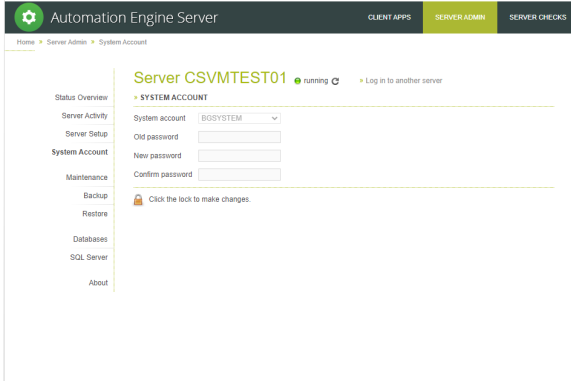 Automation Engine Server
CLIENT APPS
SERVER ADMIN
SERVER CHECKS
Home » Server Admin » System Account
Server CSVMTEST01 running » Log in to another server
Status Overview
Server Activity
Server Setup
System Account
Maintenance
Backup
Restore
Databases
SQL Server
About
» SYSTEM ACCOUNT
System account BGSYSTEM
Old password
New password
Confirm password
Click the lock to make changes.